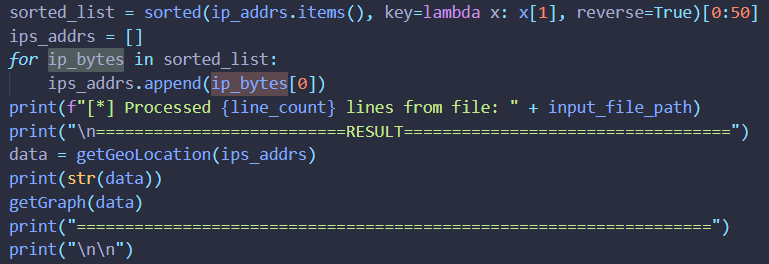 sorted_list = sorted(ip_addrs.items(), key=lambda x: x[1], reverse=True)[0:50]
ips_addrs = []
for ip_bytes in sorted_list:
    ips_addrs.append(ip_bytes[0])
print(f"[*] Processed {line_count} lines from file: " + input_file_path)
print("\n==========================RESULT==================================")
data = getGeoLocation(ips_addrs)
print(str(data))
getGraph(data)
print("==================================================================")
print("\n\n")